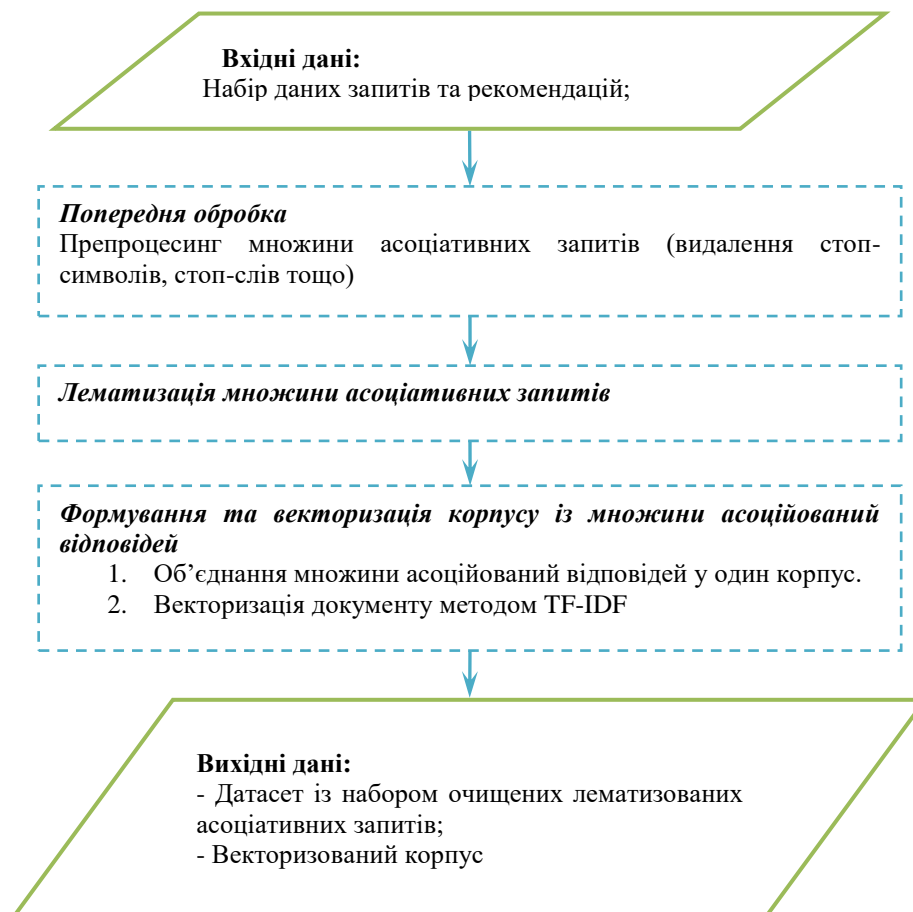 Вхідні дані:
Набір даних запитів та рекомендацій;
Попередня обробка
Препроцесинг множини асоціативних запитів (видалення стоп-
символів, стоп-слів тощо)
Лематизація множини асоціативних запитів
Формування та векторизація корпусу із множини асоційований
відповідей
1. Об’єднання множини асоційований відповідей у один корпус.
2. Векторизація документу методом TF-IDF
Вихідні дані:
- Датасет із набором очищених лематизованих
асоціативних запитів;
- Векторизований корпус